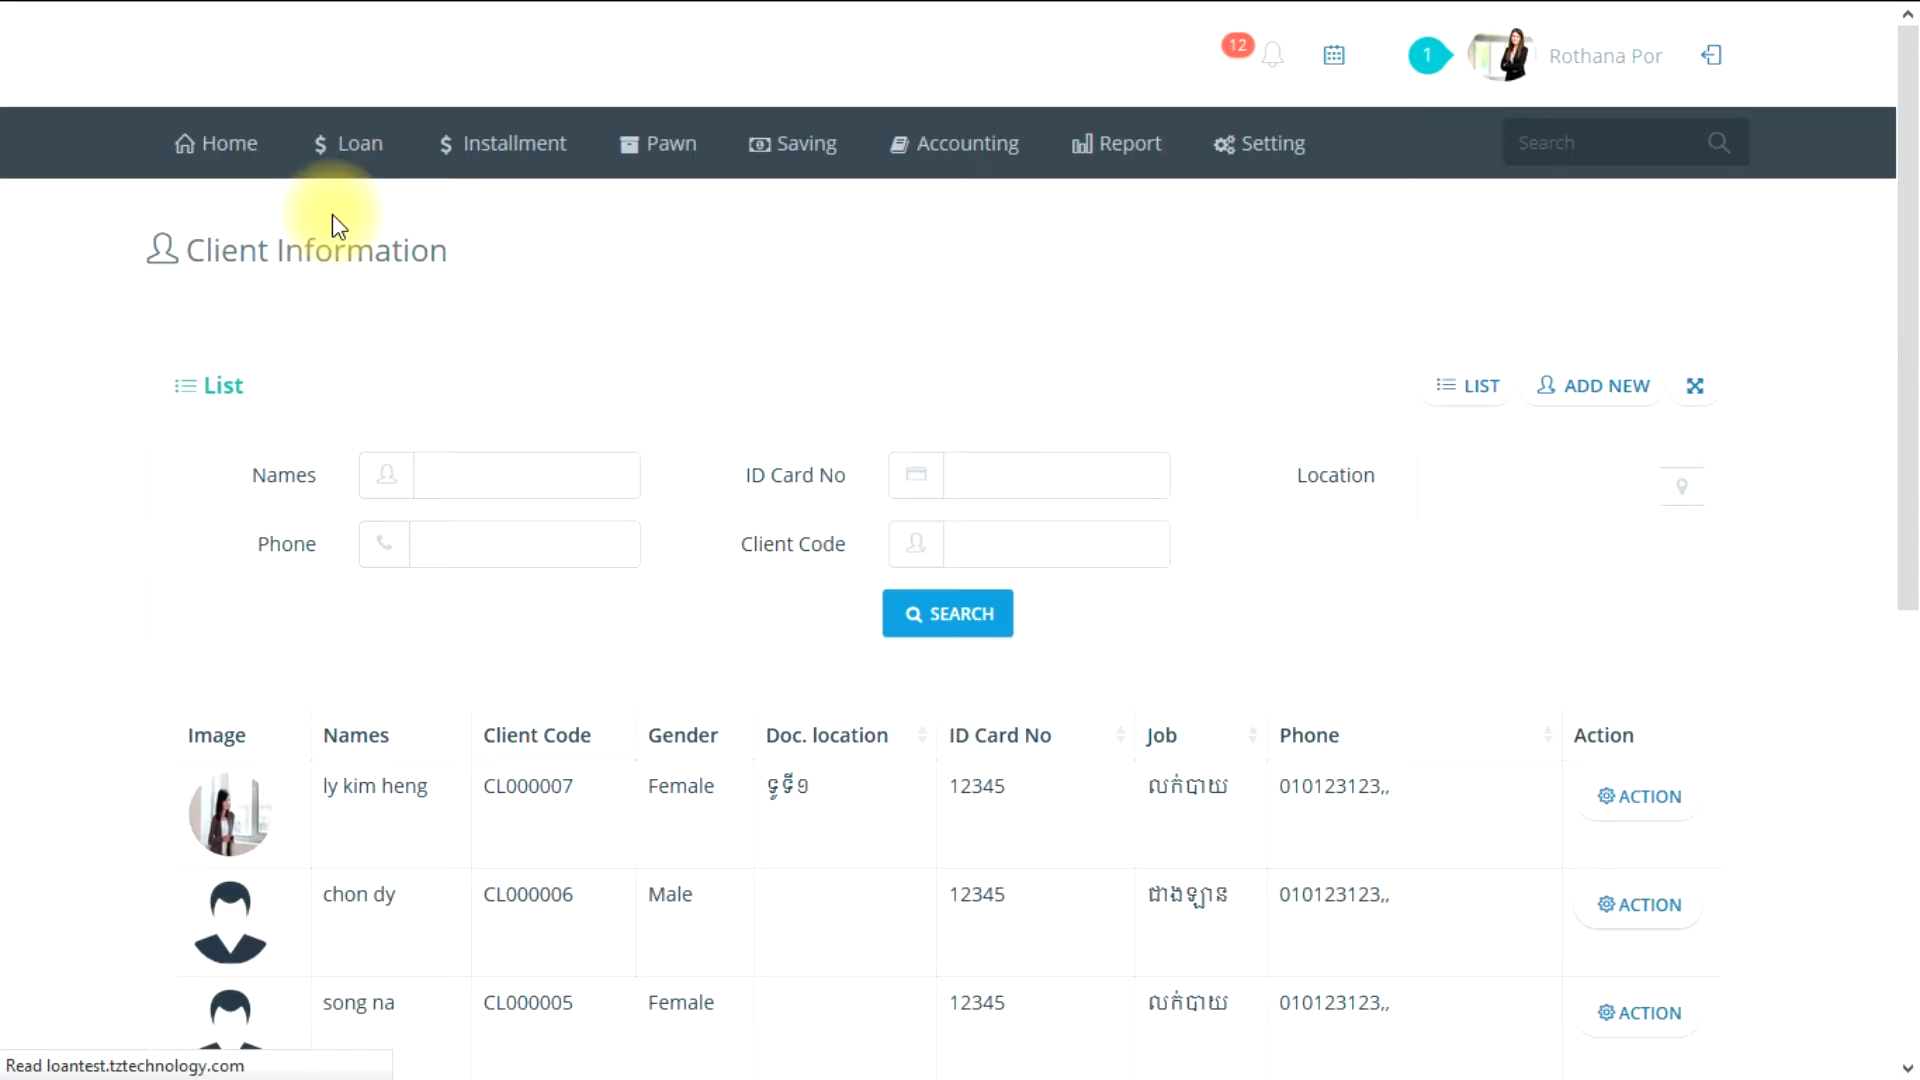 12
1
Rothana Por
Home
Loan
Installment
Pawn
Saving
Accounting
Report
Setting
Search
Client Information
List
LIST
ADD NEW
Names
ID Card No
Location
Phone
Client Code
SEARCH
Image Names Client Code Gender Doc. location ID Card No Job Phone Action
ly kim heng CL000007 Female ទូទី១ 12345 លក់បាយ 010123123,, ACTION
chon dy CL000006 Male 12345 ជាងឡាន 010123123,, ACTION
song na CL000005 Female 12345 លក់បាយ 010123123,, ACTION
Read loantest.tztechnology.com